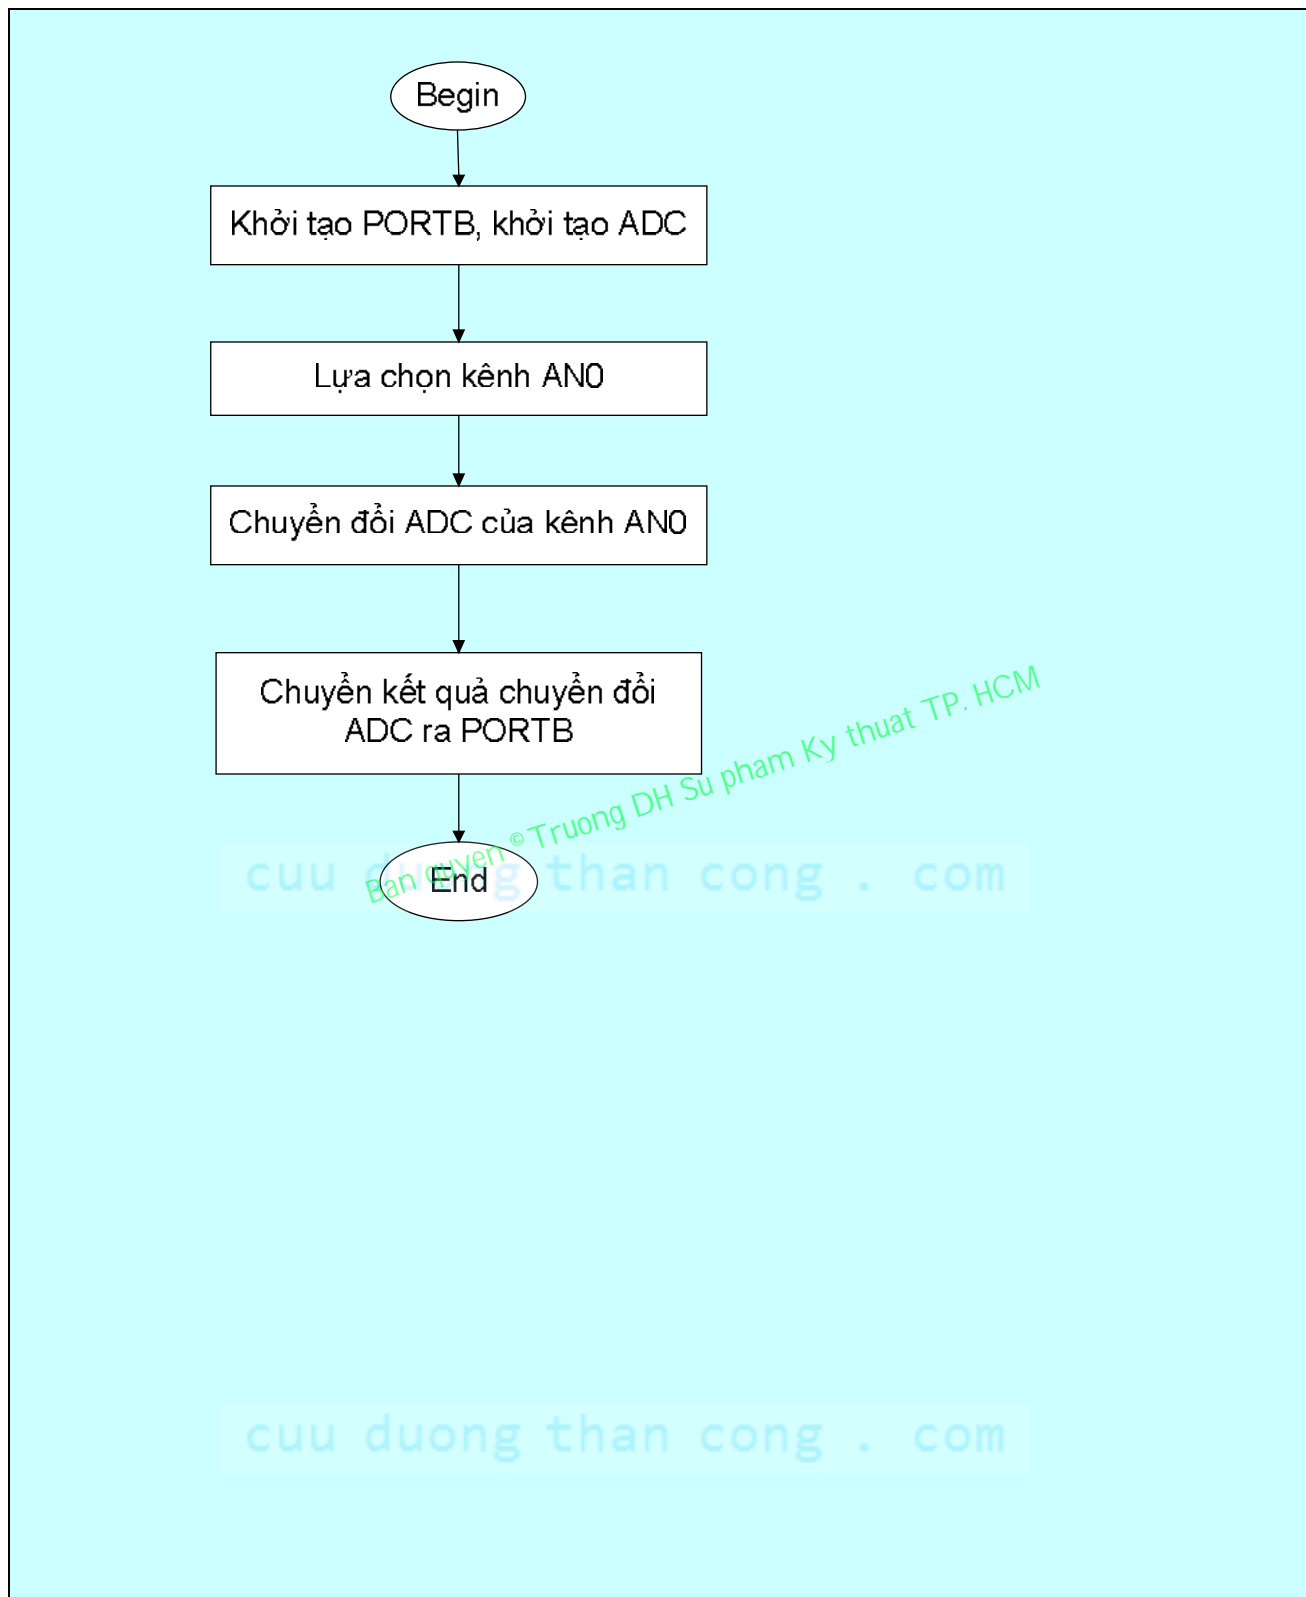 Begin
Khởi tạo PORTB, khởi tạo ADC
Lựa chọn kênh AN0
Chuyển đổi ADC của kênh AN0
Chuyển kết quả chuyển đổi
ADC ra PORTB
Ban quyen © Truong DH Su pham Ky thuat TP. HCM
End
cuu duong than cong . com
cuu duong than cong . com